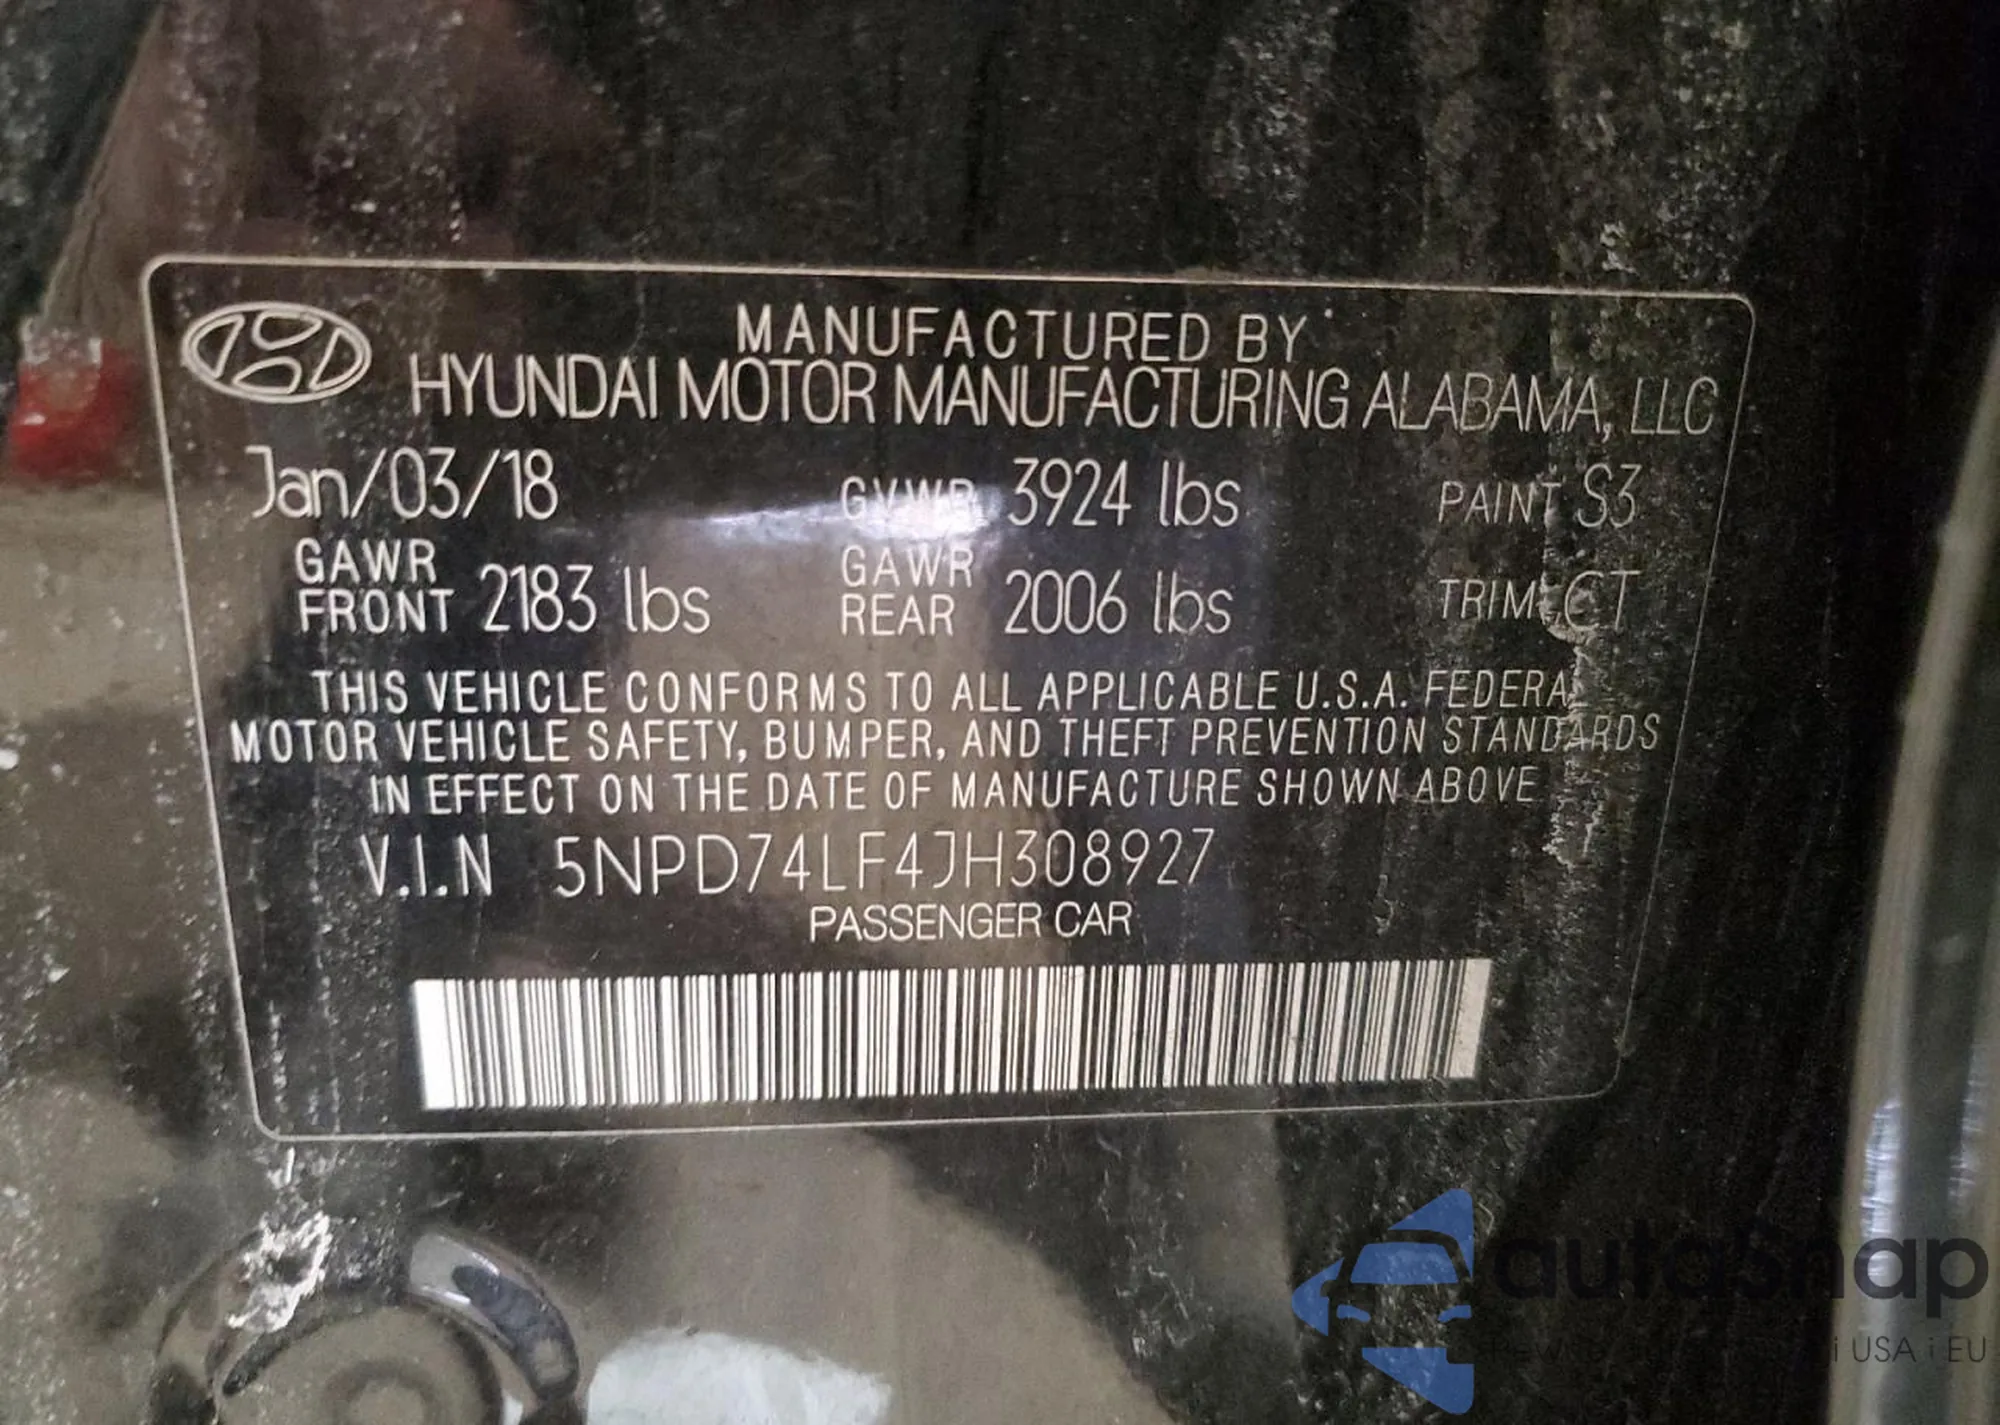 MANUFACTURED BY
HYUNDAI MOTOR MANUFACTURING ALABAMA, LLC
Jan/03/18 GVWR 3924 lbs PAINT S3
GAWR FRONT 2183 lbs GAWR REAR 2006 lbs TRIM CT
THIS VEHICLE CONFORMS TO ALL APPLICABLE U.S.A. FEDERAL
MOTOR VEHICLE SAFETY, BUMPER, AND THEFT PREVENTION STANDARDS
IN EFFECT ON THE DATE OF MANUFACTURE SHOWN ABOVE
V.I.N 5NPD74LF4JH308927
PASSENGER CAR
autasnap
i USA i EU